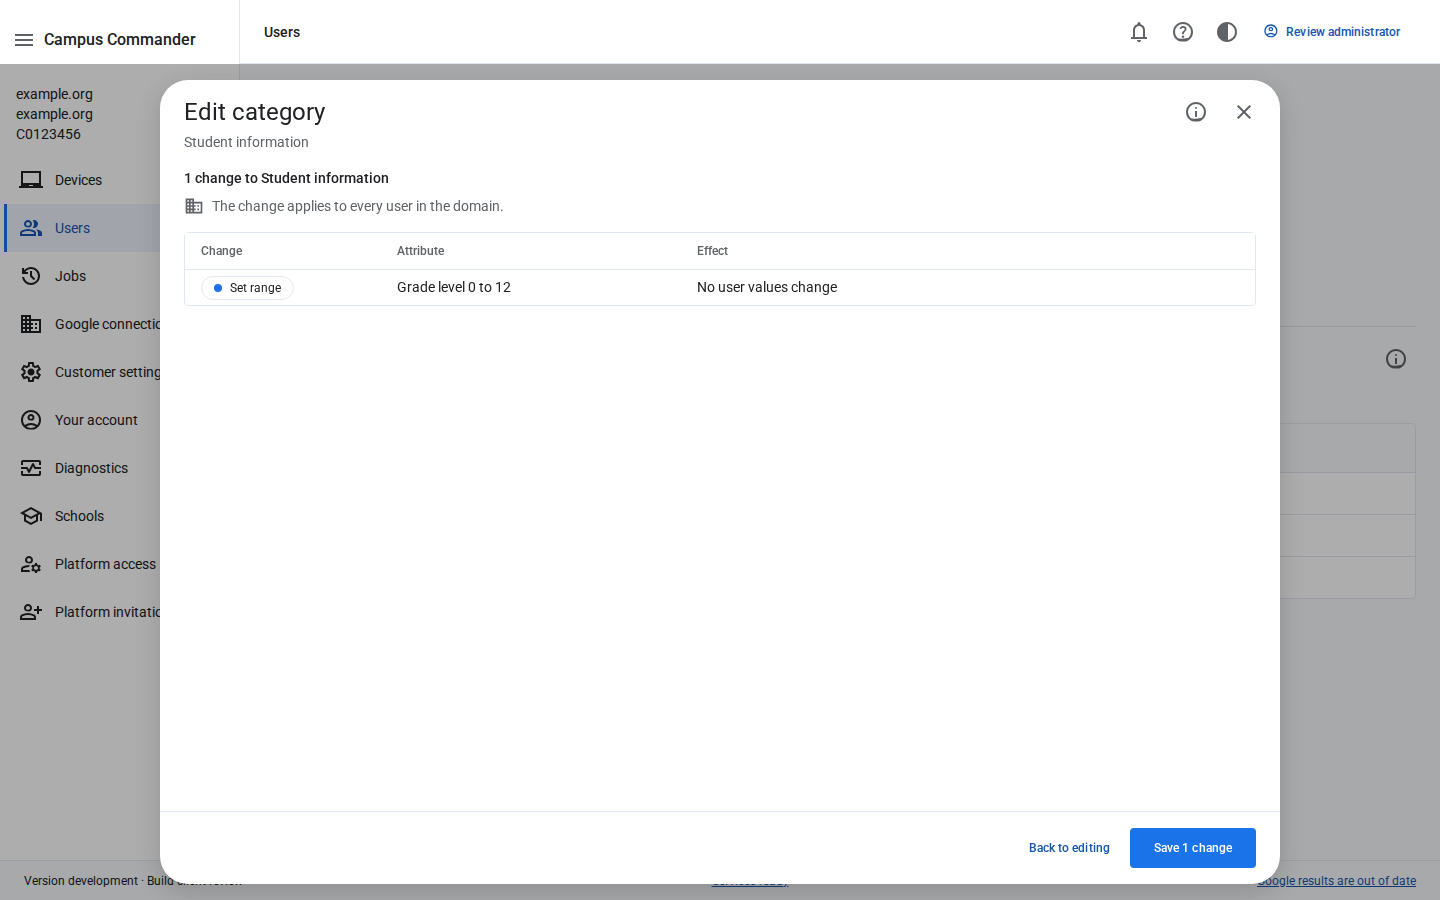 Campus Commander
Users
Review administrator
example.org
example.org
C0123456
Devices
Users
Jobs
Google
Customer
Your account
Diagnostics
Schools
Platform access
Platform
Edit category
Student information
1 change to Student information
The change applies to every user in the domain.
Change Attribute Effect
Set range Grade level 0 to 12 No user values change
Back to editing Save 1 change
Version development · Build
Google results are out of date